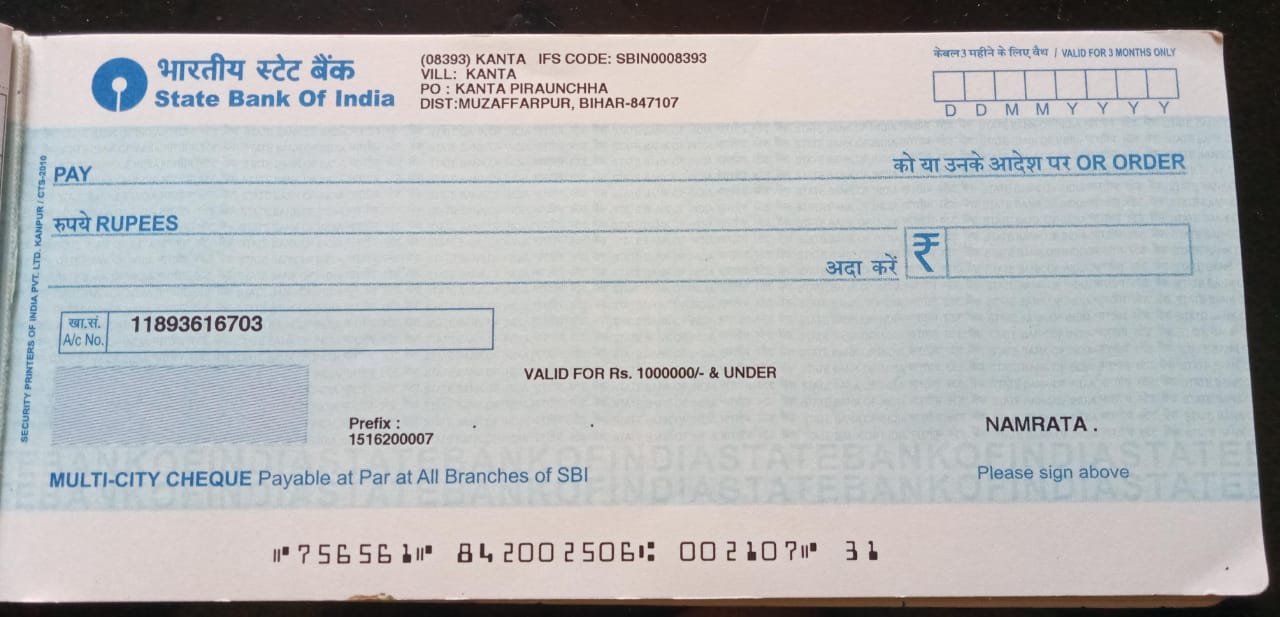 भारतीय स्टेट बैंक
State Bank Of India
(08393) KANTA IFS CODE: SBIN0008393
VILL: KANTA
PO : KANTA PIRAUNCHHA
DIST:MUZAFFARPUR, BIHAR-847107
केवल 3 महीने के लिए वैध / VALID FOR 3 MONTHS ONLY
D D M M Y Y Y Y
PAY
को या उनके आदेश पर OR ORDER
रुपये RUPEES
अदा करें ₹
खा.सं. 11893616703
A/c No.
VALID FOR Rs. 1000000/- & UNDER
Prefix :
1516200007
NAMRATA .
MULTI-CITY CHEQUE Payable at Par at All Branches of SBI
Please sign above
⑈756561⑈ 842002506⑆ 002107⑈ 31
SECURITY PRINTERS OF INDIA PVT. LTD. KANPUR / CTS-2010
STATEBANKOFINDIASTATEBANKOFINDIASTATE